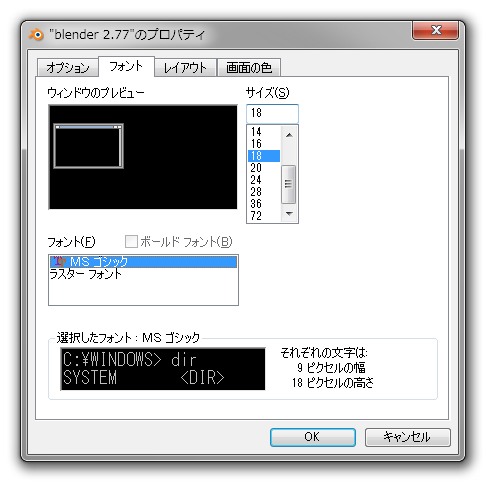 "blender 2.77"のプロパティ
オプション フォント レイアウト 画面の色
ウィンドウのプレビュー サイズ(S)
18
14
16
18
20
24
28
36
72
フォント(F) ボールド フォント(B)
MS ゴシック
ラスター フォント
選択したフォント : MS ゴシック
C:¥WINDOWS> dir
SYSTEM <DIR>
それぞれの文字は:
9 ピクセルの幅
18 ピクセルの高さ
OK キャンセル